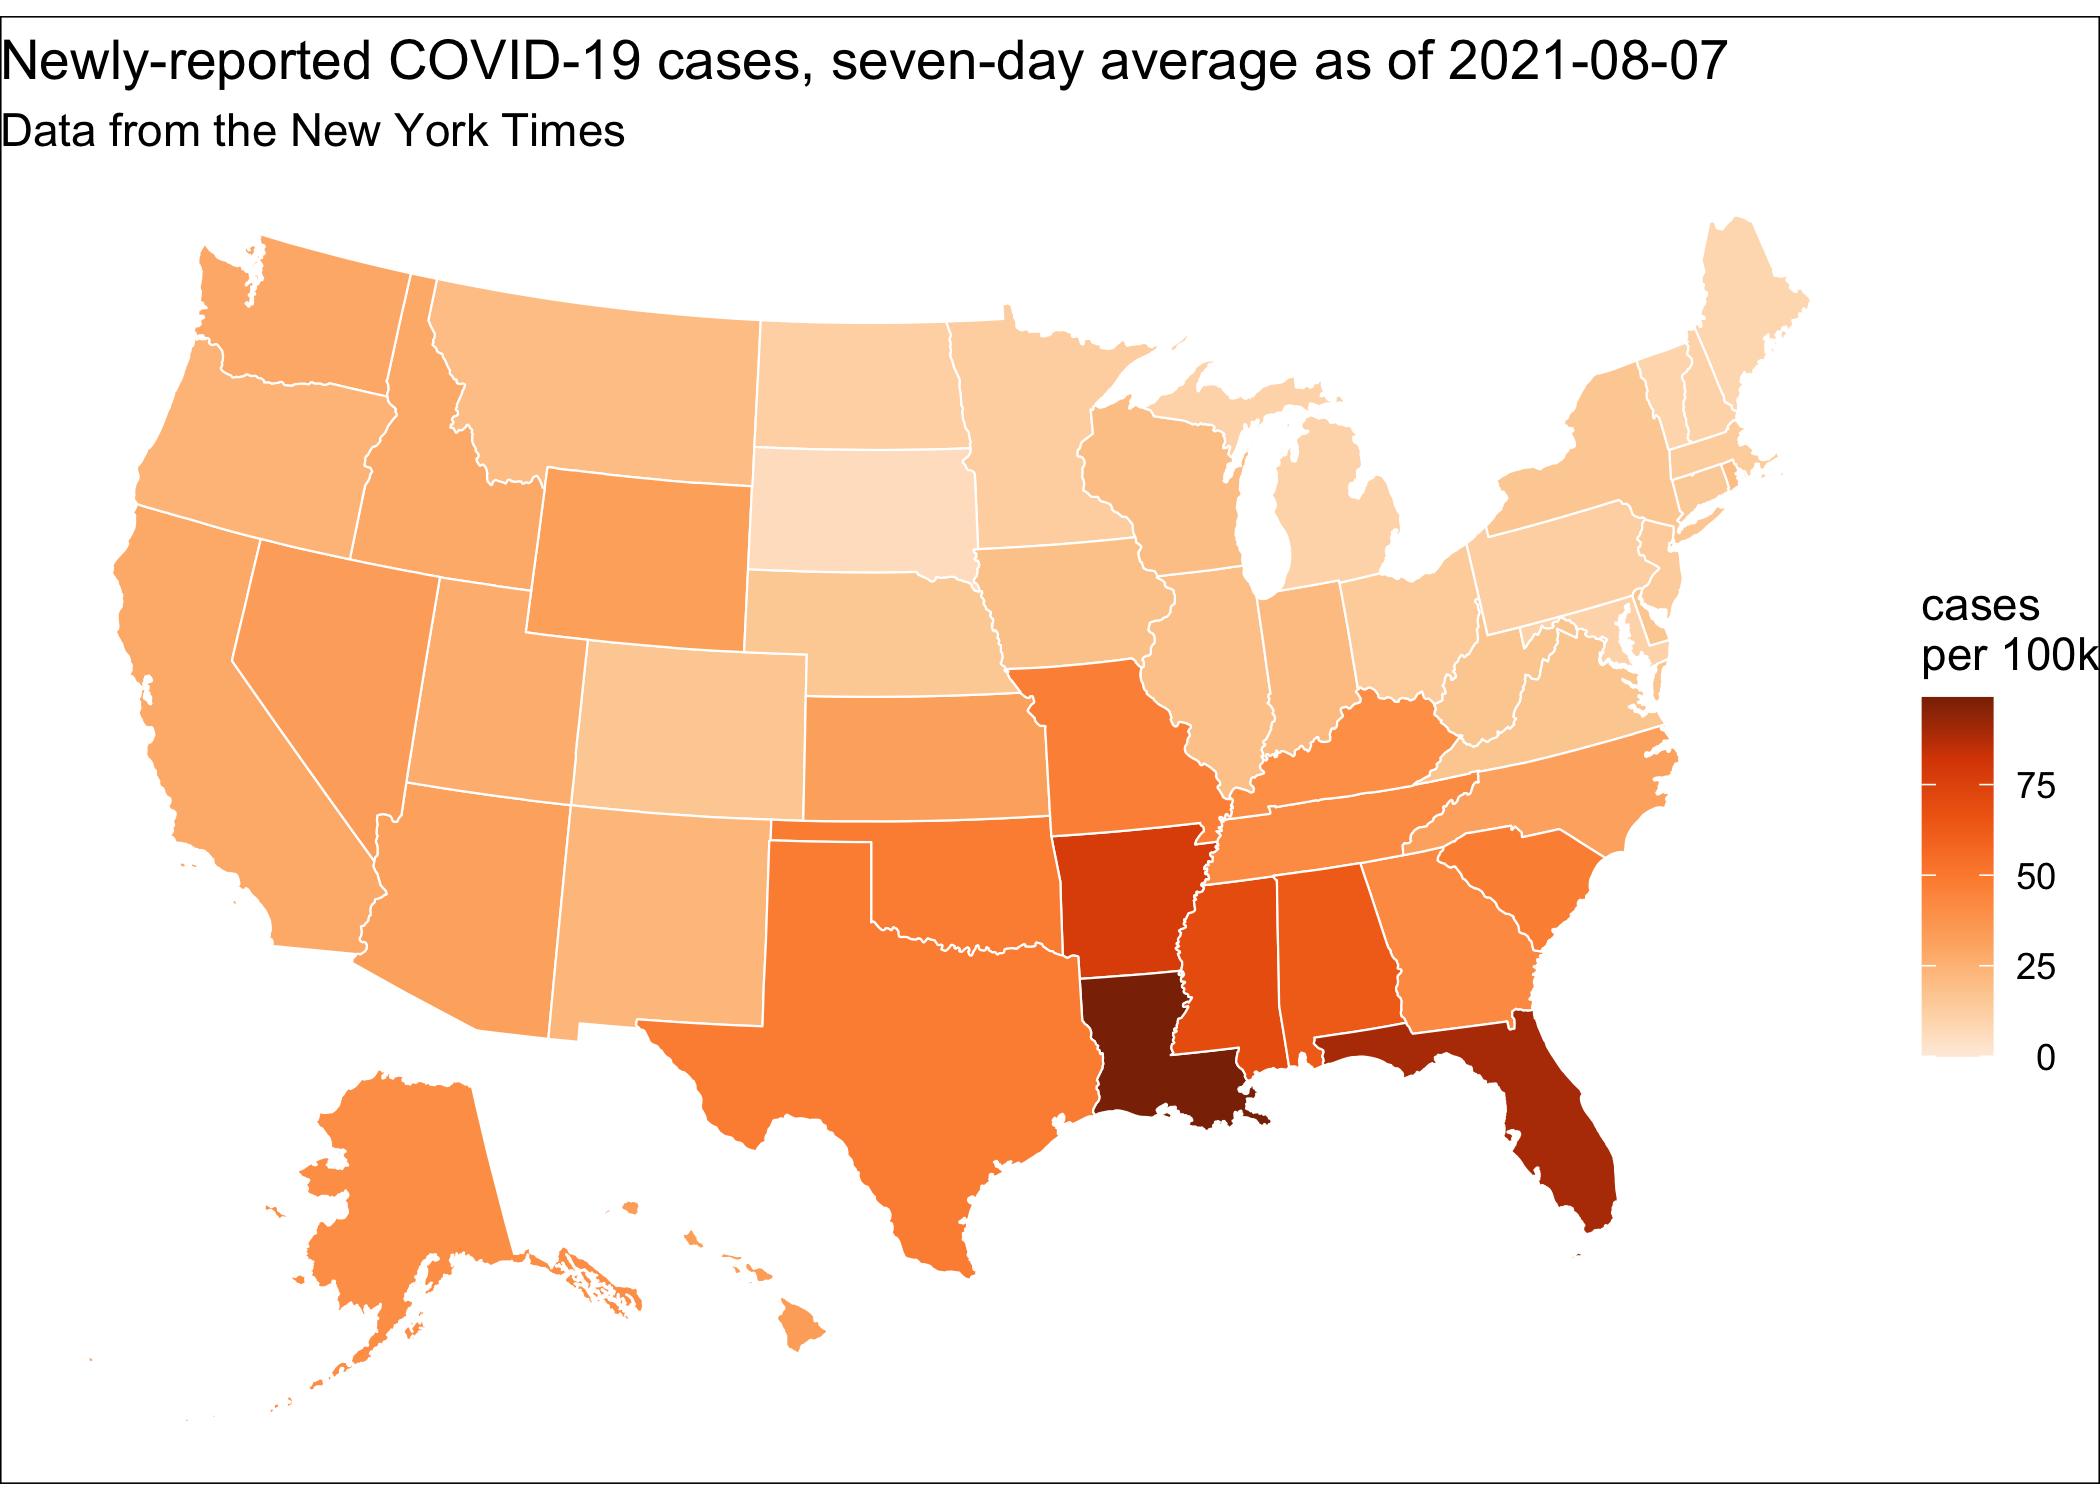 Newly-reported COVID-19 cases, seven-day average as of 2021-08-07
Data from the New York Times
cases
per 100k
75
50
25
0